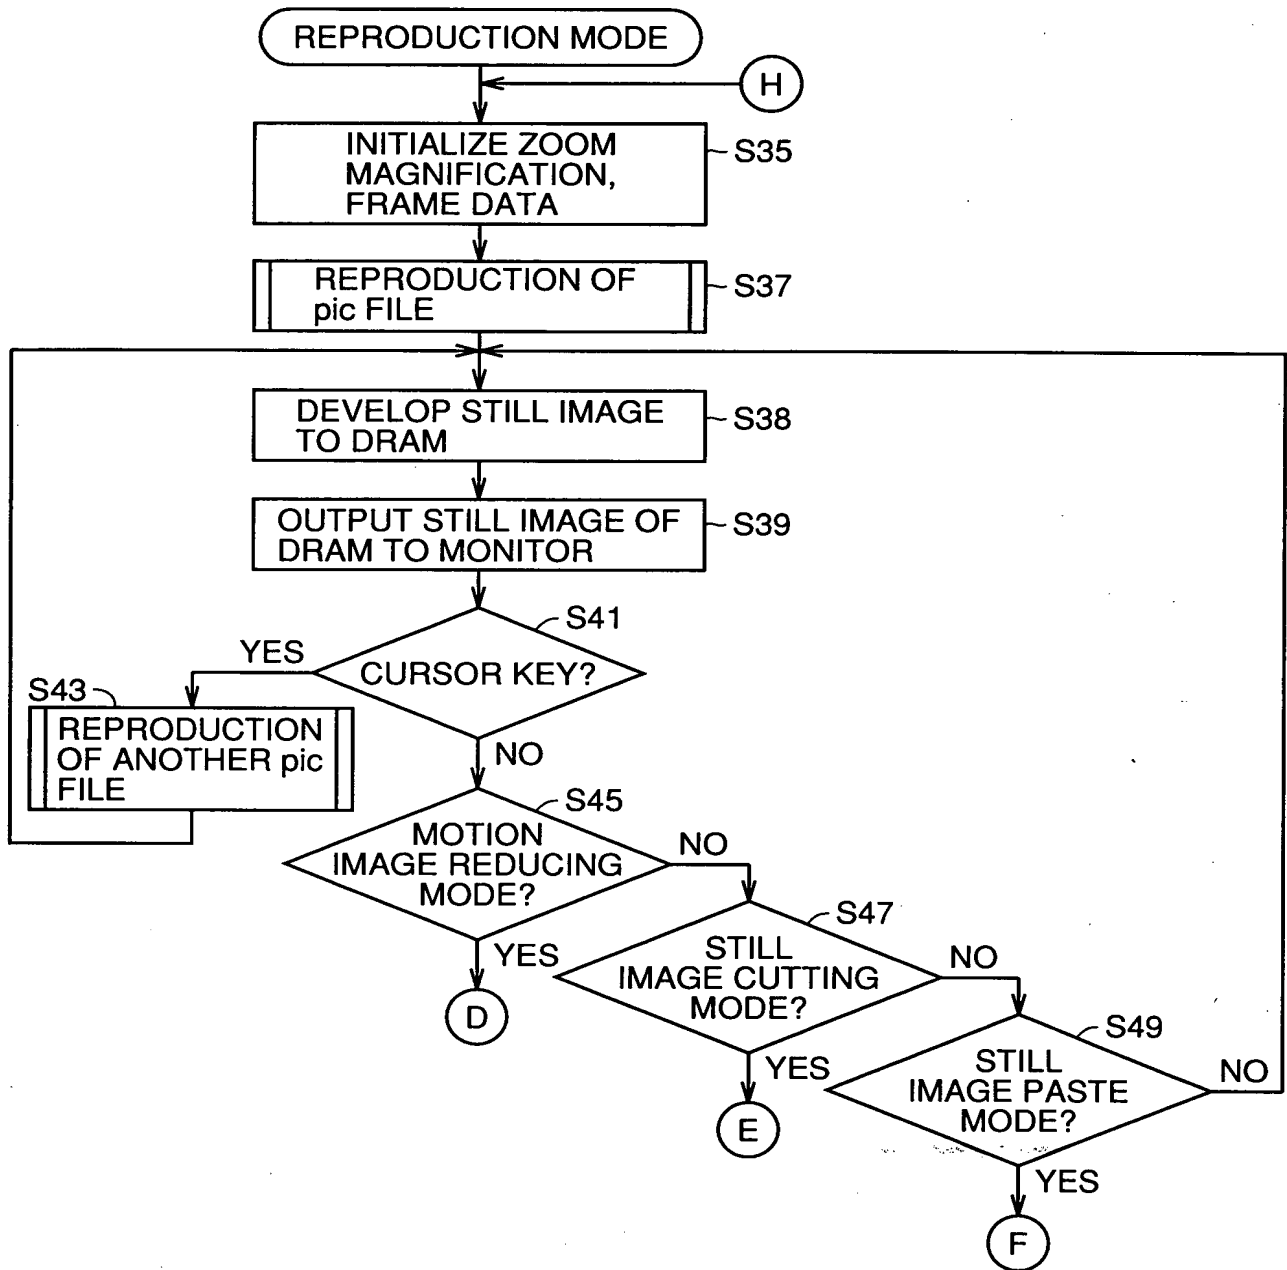 REPRODUCTION MODE
H
INITIALIZE ZOOM
MAGNIFICATION,
FRAME DATA
S35
REPRODUCTION OF
pic FILE
S37
DEVELOP STILL IMAGE
TO DRAM
S38
OUTPUT STILL IMAGE OF
DRAM TO MONITOR
S39
S41
CURSOR KEY?
YES
NO
S43
REPRODUCTION
OF ANOTHER pic
FILE
S45
MOTION
IMAGE REDUCING
MODE?
NO
YES
D
S47
STILL
IMAGE CUTTING
MODE?
NO
YES
E
S49
STILL
IMAGE PASTE
MODE?
NO
YES
F